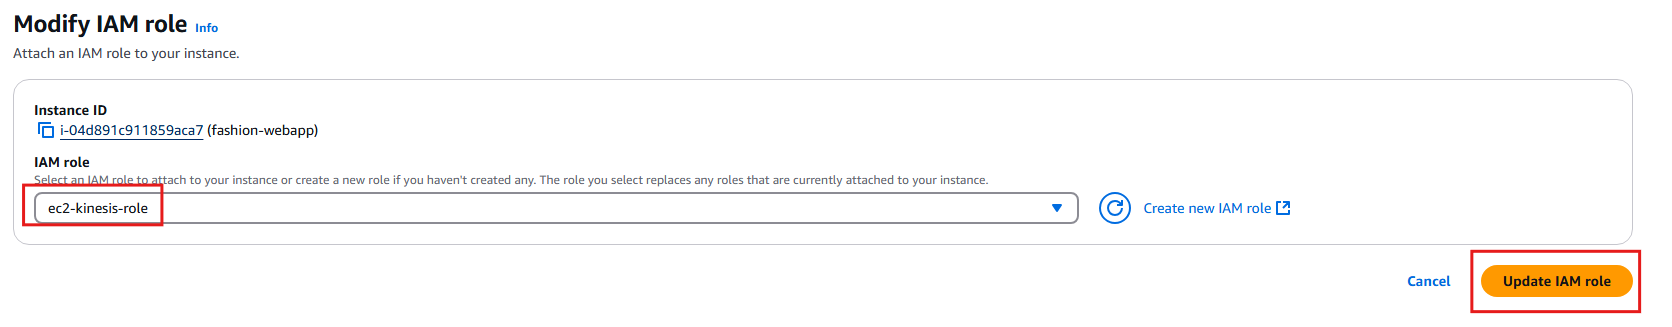 Modify IAM role Info
Attach an IAM role to your instance.
Instance ID
i-04d891c911859aca7 (fashion-webapp)
IAM role
Select an IAM role to attach to your instance or create a new role if you haven't created any. The role you select replaces any roles that are currently attached to your instance.
ec2-kinesis-role
Create new IAM role
Cancel
Update IAM role